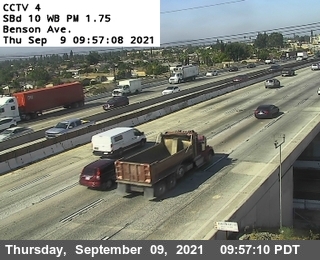 CCTV 4
SBd 10 WB PM 1.75
Benson Ave.
Thu Sep 9 09:57:08 2021
Thursday, September 09, 2021 09:57:10 PDT